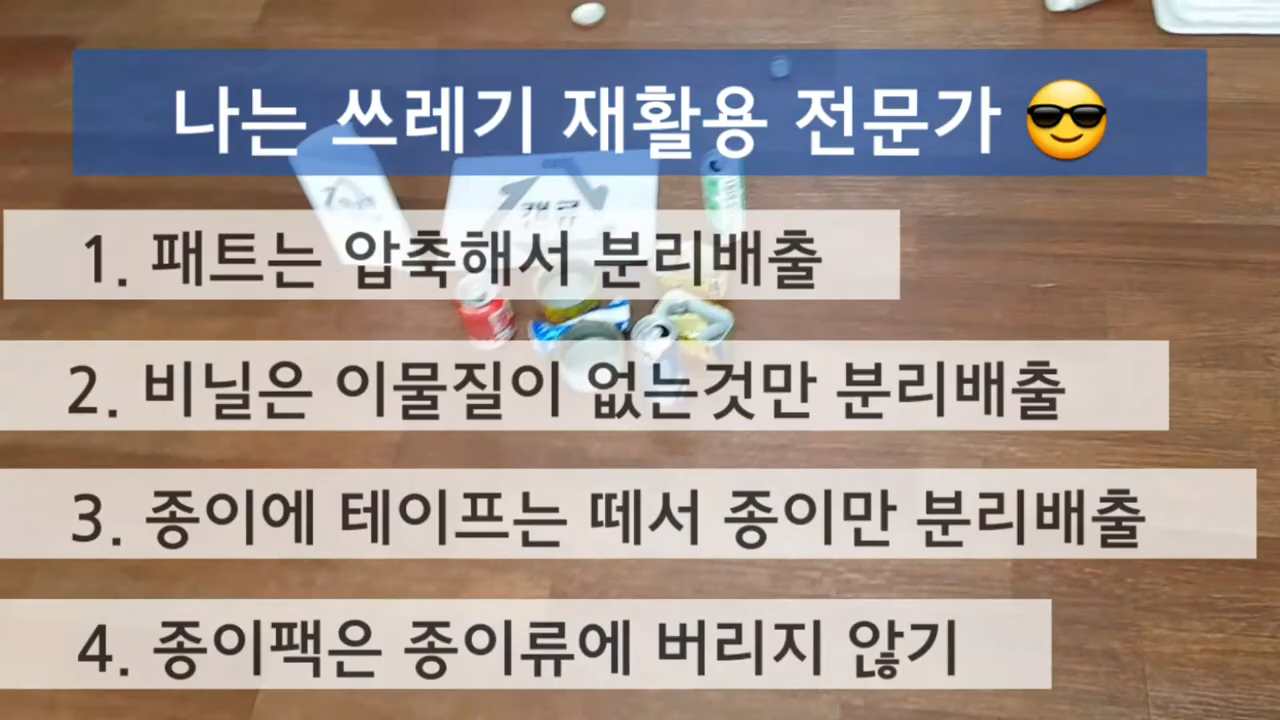 나는 쓰레기 재활용 전문가 😎
캔류
1. 패트는 압축해서 분리배출
2. 비닐은 이물질이 없는것만 분리배출
3. 종이에 테이프는 떼서 종이만 분리배출
4. 종이팩은 종이류에 버리지 않기